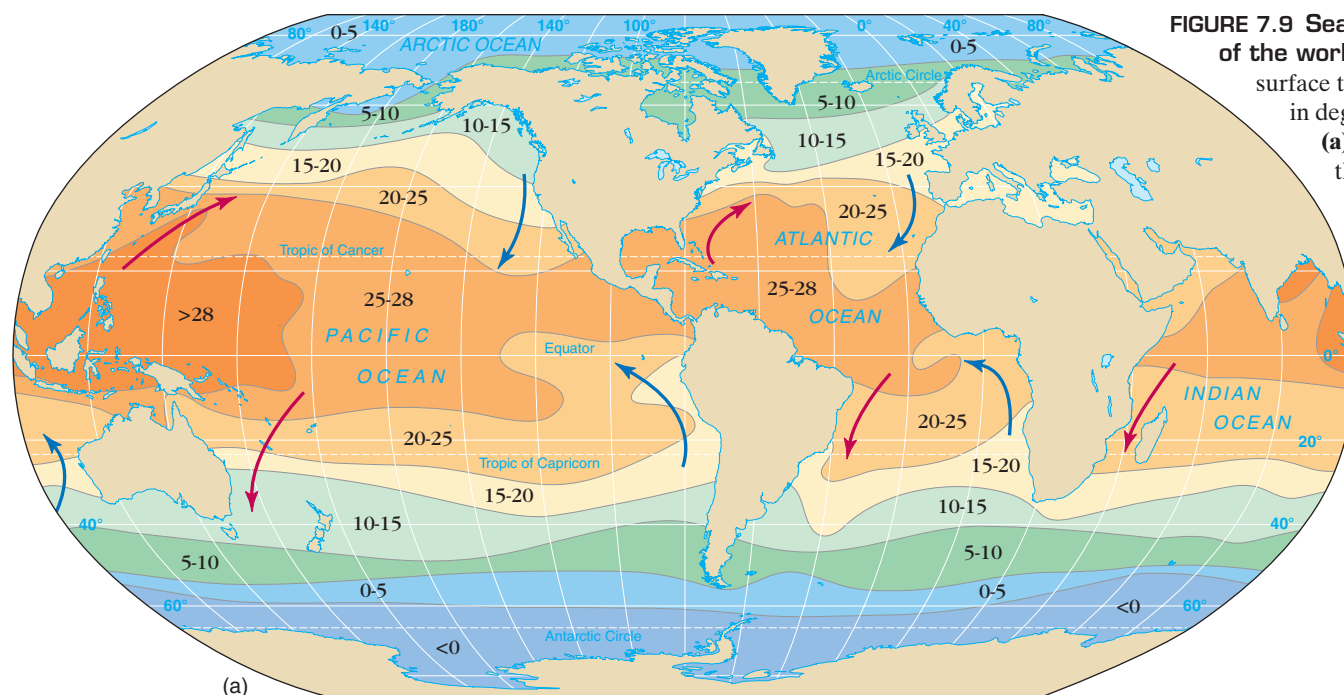 FIGURE 7.9 Sea
of the worl
surface t
in deg
(a)
t
80° 0-5 140° 180° 140° 100° 0° 40° 80°
ARCTIC OCEAN
0-5
Arctic Circle
5-10
5-10
10-15
10-15
15-20
15-20
20-25
20-25
Tropic of Cancer
ATLANTIC
OCEAN
25-28
>28
25-28
PACIFIC
OCEAN
Equator
0°
INDIAN
OCEAN
20-25
20-25
20°
Tropic of Capricorn
15-20
15-20
10-15
10-15
40°
40°
5-10
5-10
0-5
0-5
60°
60°
<0
<0
Antarctic Circle
(a)